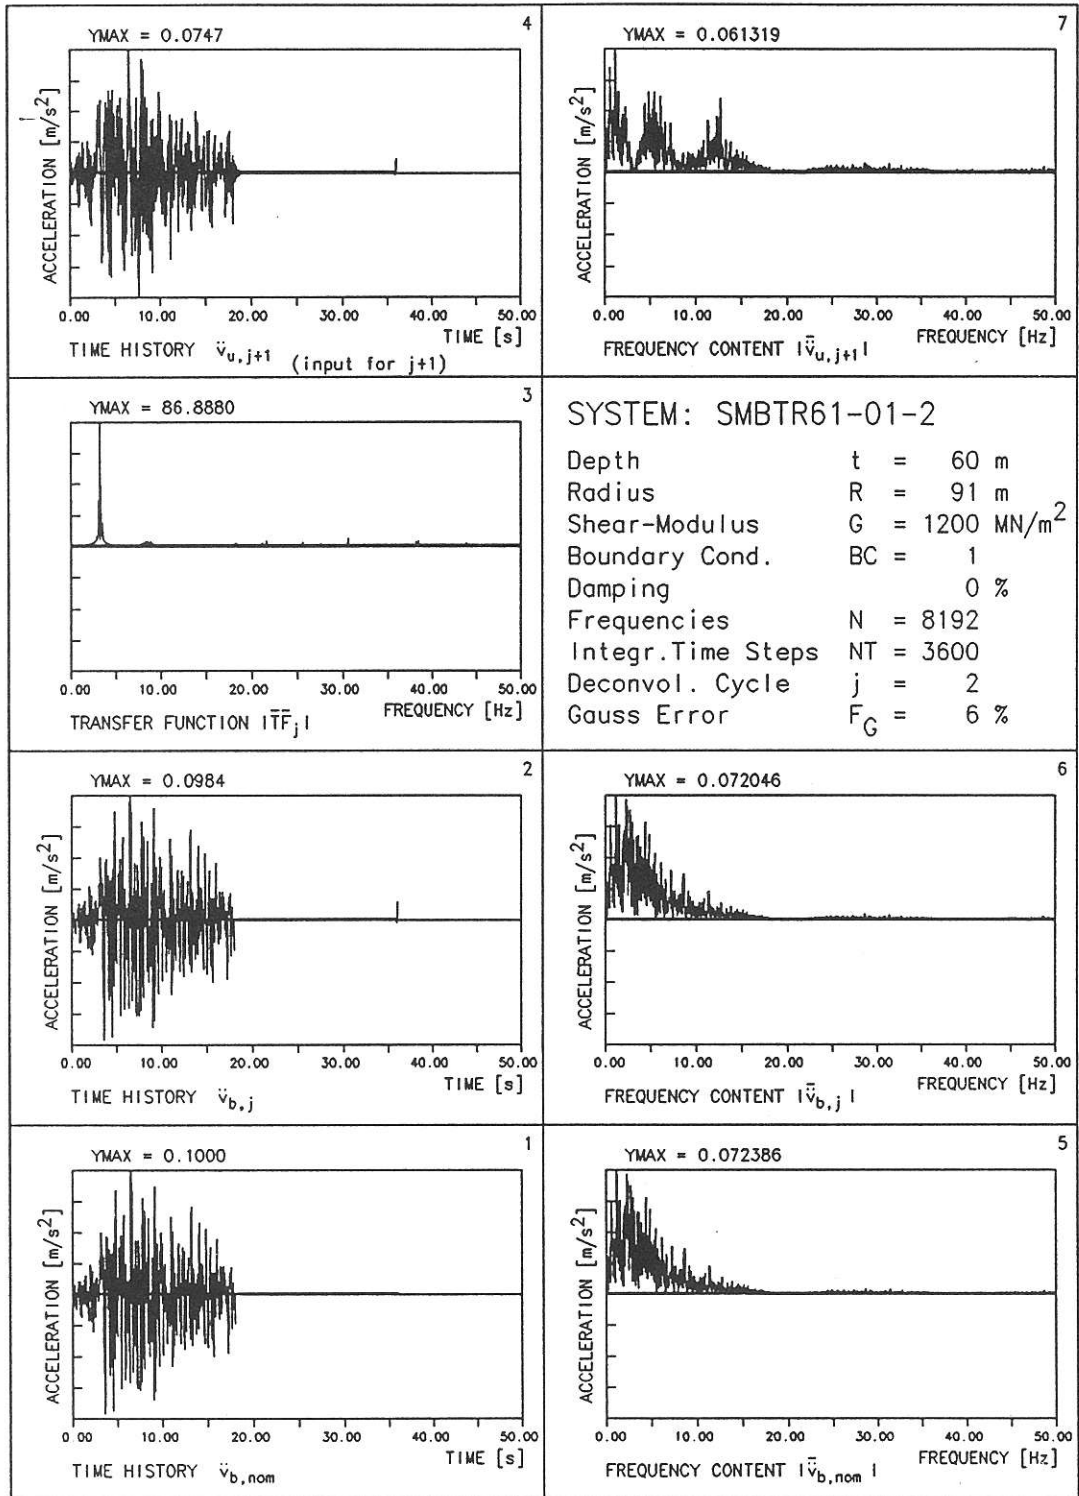 4
YMAX = 0.0747
ACCELERATION [m/s²]
0.00 10.00 20.00 30.00 40.00 50.00
TIME [s]
TIME HISTORY v̈u,j+1 (input for j+1)
7
YMAX = 0.061319
ACCELERATION [m/s²]
0.00 10.00 20.00 30.00 40.00 50.00
FREQUENCY [Hz]
FREQUENCY CONTENT |v̈̄u,j+1|
3
YMAX = 86.8880
0.00 10.00 20.00 30.00 40.00 50.00
FREQUENCY [Hz]
TRANSFER FUNCTION |T̄F̄j|
SYSTEM: SMBTR61-01-2
Depth t = 60 m
Radius R = 91 m
Shear-Modulus G = 1200 MN/m²
Boundary Cond. BC = 1
Damping 0 %
Frequencies N = 8192
Integr.Time Steps NT = 3600
Deconvol. Cycle j = 2
Gauss Error FG = 6 %
2
YMAX = 0.0984
ACCELERATION [m/s²]
0.00 10.00 20.00 30.00 40.00 50.00
TIME [s]
TIME HISTORY v̈b,j
6
YMAX = 0.072046
ACCELERATION [m/s²]
0.00 10.00 20.00 30.00 40.00 50.00
FREQUENCY [Hz]
FREQUENCY CONTENT |v̈̄b,j|
1
YMAX = 0.1000
ACCELERATION [m/s²]
0.00 10.00 20.00 30.00 40.00 50.00
TIME [s]
TIME HISTORY v̈b,nom
5
YMAX = 0.072386
ACCELERATION [m/s²]
0.00 10.00 20.00 30.00 40.00 50.00
FREQUENCY [Hz]
FREQUENCY CONTENT |v̈̄b,nom|